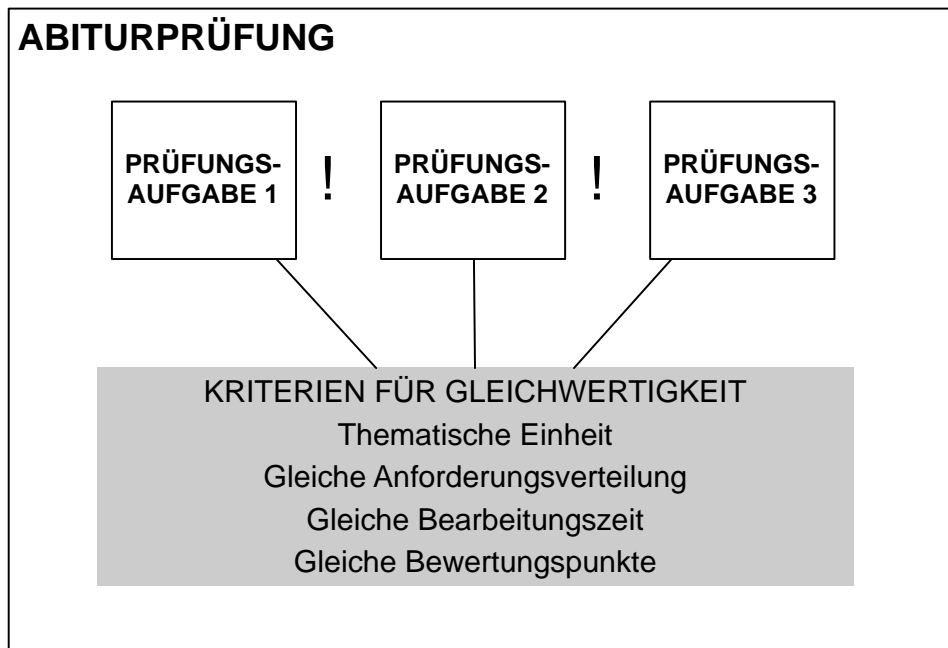 ABITURPRÜFUNG
PRÜFUNGS-
AUFGABE 1
!
PRÜFUNGS-
AUFGABE 2
!
PRÜFUNGS-
AUFGABE 3
KRITERIEN FÜR GLEICHWERTIGKEIT
Thematische Einheit
Gleiche Anforderungsverteilung
Gleiche Bearbeitungszeit
Gleiche Bewertungspunkte